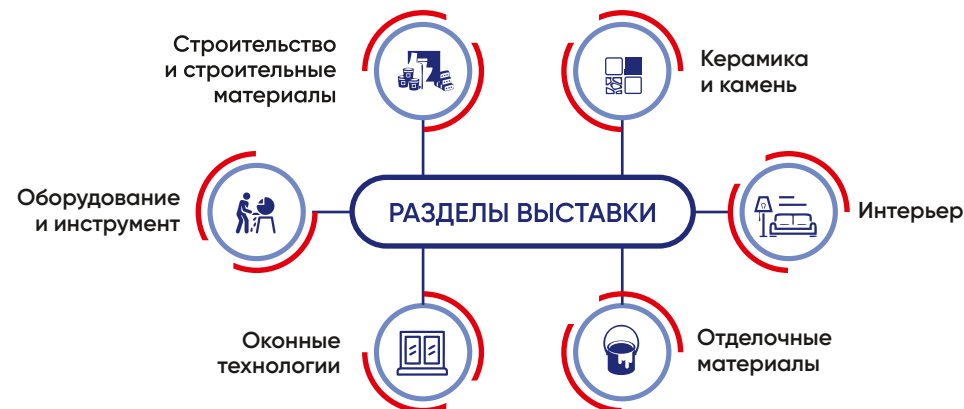 Строительство
и строительные
материалы
Керамика
и камень
Оборудование
и инструмент
РАЗДЕЛЫ ВЫСТАВКИ
Интерьер
Оконные
технологии
Отделочные
материалы